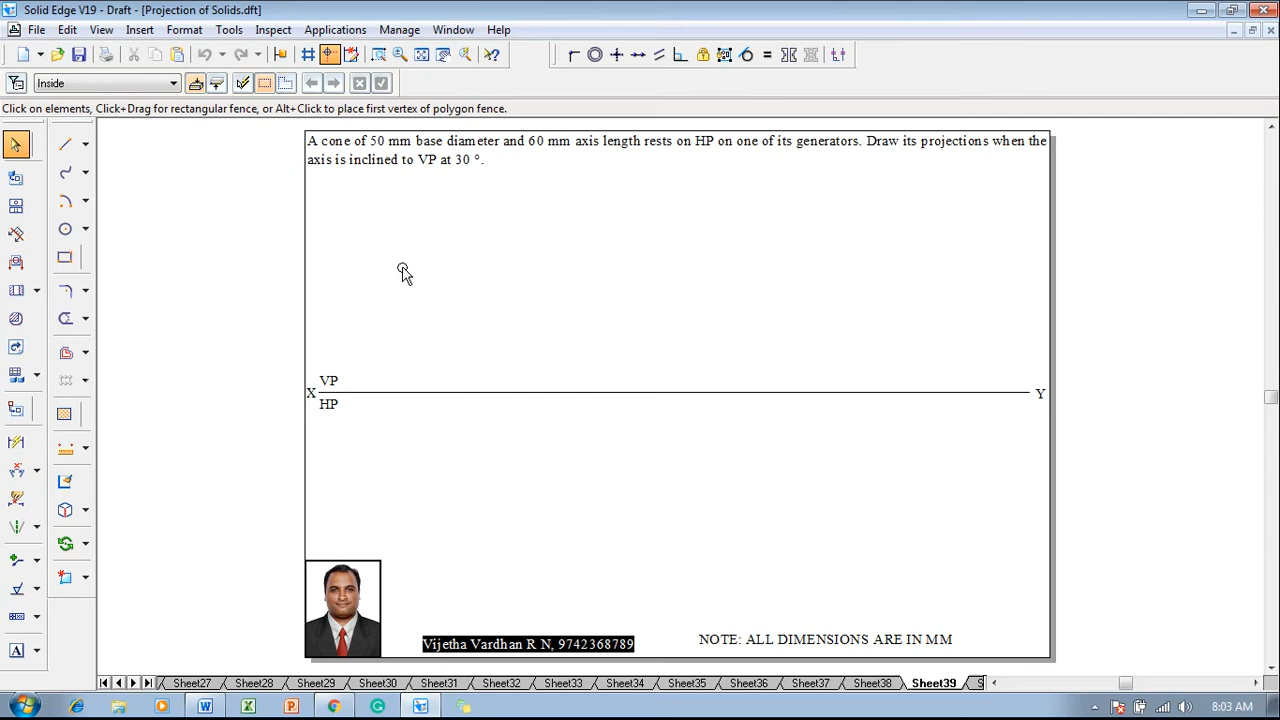 Solid Edge V19 - Draft - [Projection of Solids.dft]
File Edit View Insert Format Tools Inspect Applications Manage Window Help
Inside
Click on elements, Click+Drag for rectangular fence, or Alt+Click to place first vertex of polygon fence.
A cone of 50 mm base diameter and 60 mm axis length rests on HP on one of its generators. Draw its projections when the
axis is inclined to VP at 30 °.
VP
X
Y
HP
Vijetha Vardhan R N, 9742368789
NOTE: ALL DIMENSIONS ARE IN MM
Sheet27 Sheet28 Sheet29 Sheet30 Sheet31 Sheet32 Sheet33 Sheet34 Sheet35 Sheet36 Sheet37 Sheet38 Sheet39 S
8:03 AM